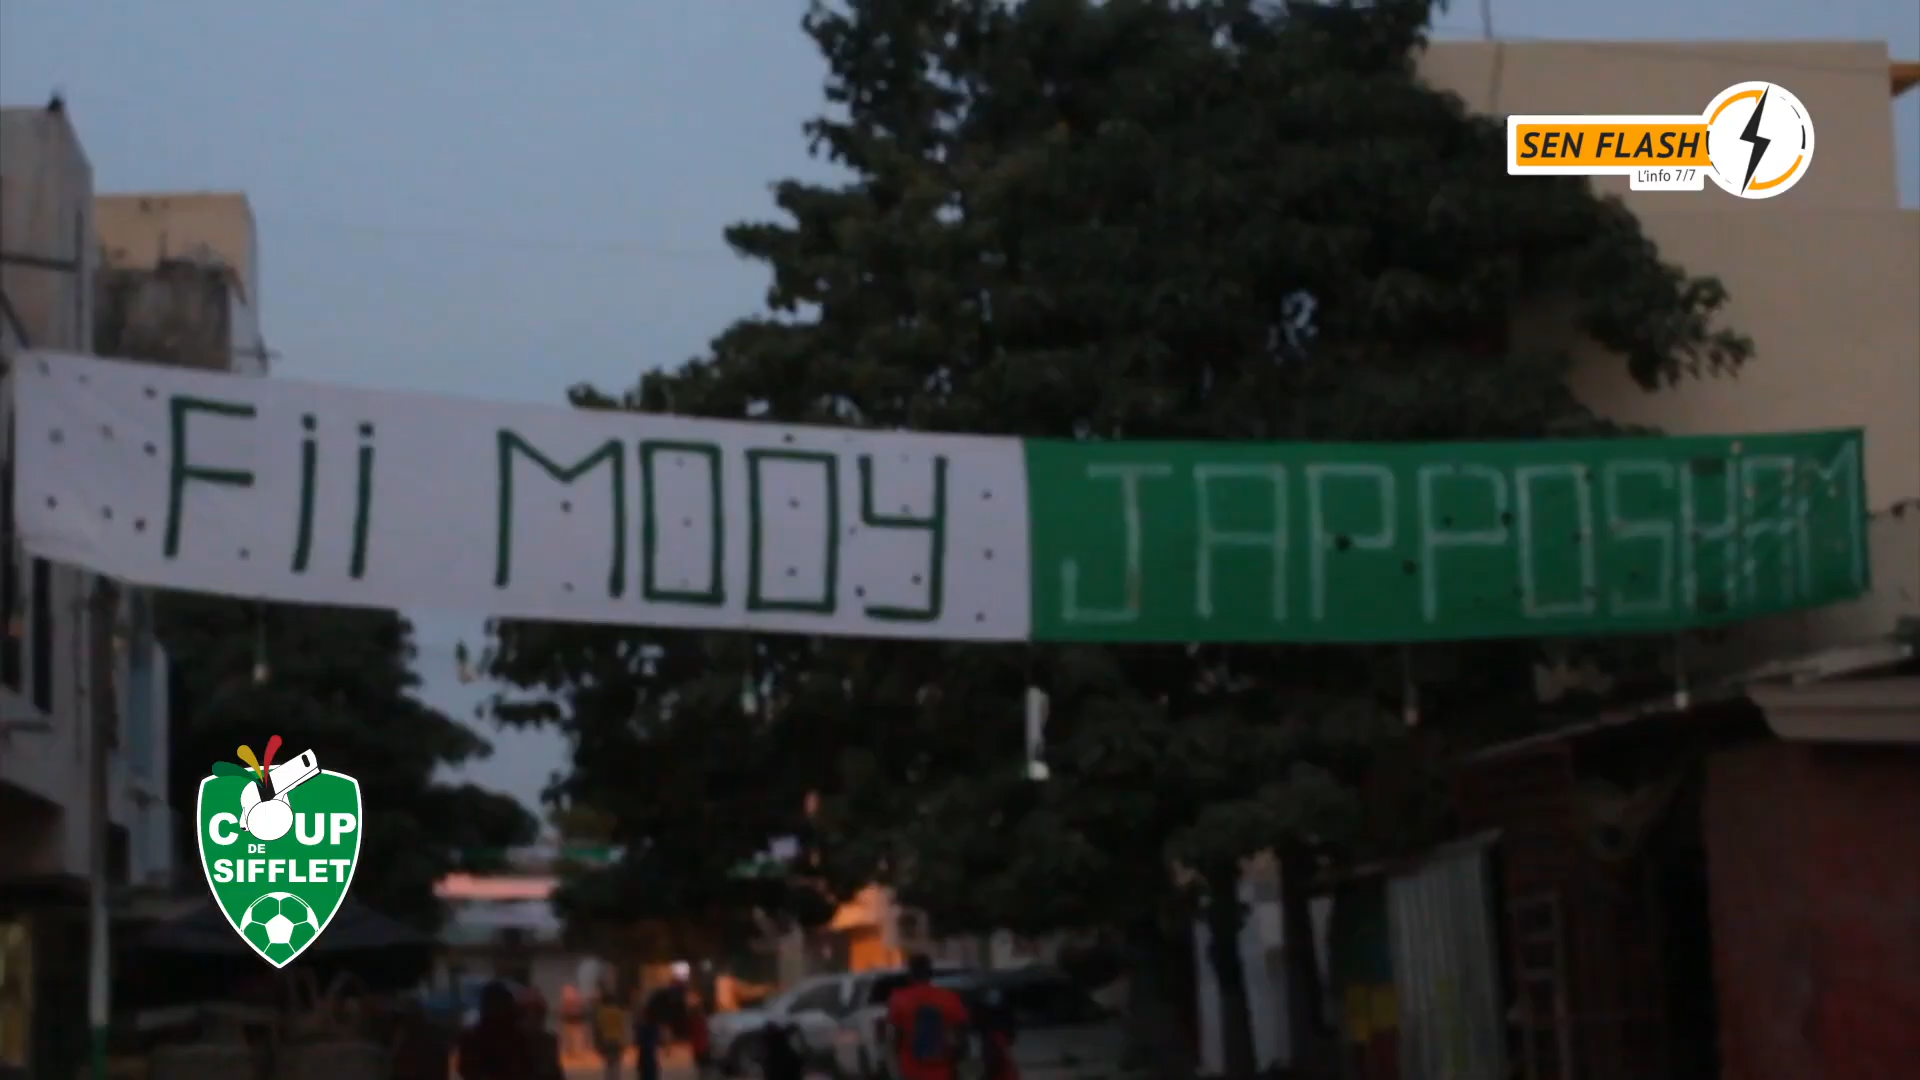 SEN FLASH
L'info 7/7
Fii MOOY JAPPOSHAM
COUP
DE
SIFFLET